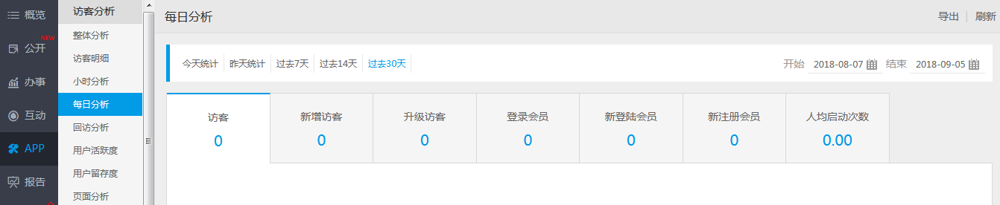 概览
公开
NEW
办事
互动
APP
报告
访客分析
整体分析
访客明细
小时分析
每日分析
回访分析
用户活跃度
用户留存度
页面分析
每日分析
导出 | 刷新
今天统计 昨天统计 过去7天 过去14天 过去30天
开始 2018-08-07 结束 2018-09-05
访客 新增访客 升级访客 登录会员 新登陆会员 新注册会员 人均启动次数
0 0 0 0 0 0 0.00